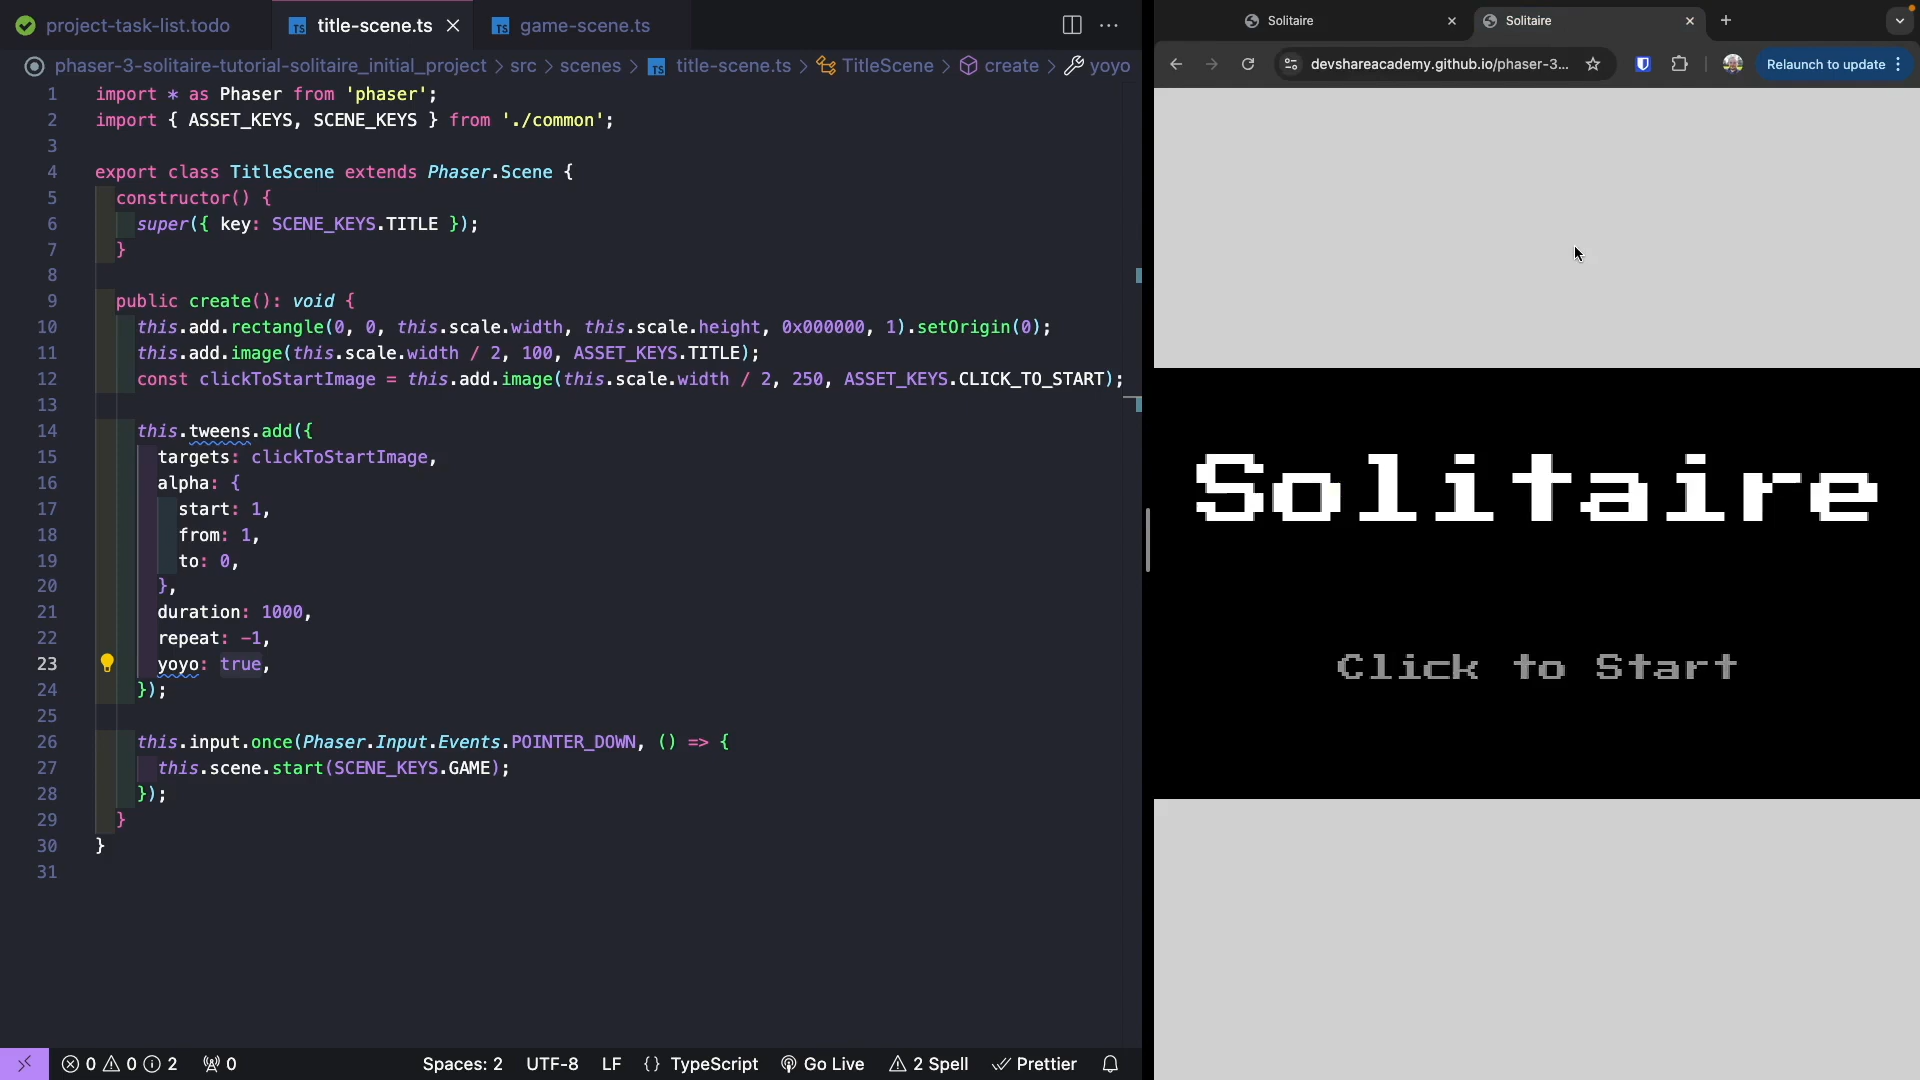 project-task-list.todo
title-scene.ts
game-scene.ts
phaser-3-solitaire-tutorial-solitaire_initial_project > src > scenes > title-scene.ts > TitleScene > create > yoyo
1 import * as Phaser from 'phaser';
2 import { ASSET_KEYS, SCENE_KEYS } from './common';
3
4 export class TitleScene extends Phaser.Scene {
5 constructor() {
6 super({ key: SCENE_KEYS.TITLE });
7 }
8
9 public create(): void {
10 this.add.rectangle(0, 0, this.scale.width, this.scale.height, 0x000000, 1).setOrigin(0);
11 this.add.image(this.scale.width / 2, 100, ASSET_KEYS.TITLE);
12 const clickToStartImage = this.add.image(this.scale.width / 2, 250, ASSET_KEYS.CLICK_TO_START);
13
14 this.tweens.add({
15 targets: clickToStartImage,
16 alpha: {
17 start: 1,
18 from: 1,
19 to: 0,
20 },
21 duration: 1000,
22 repeat: -1,
23 yoyo: true,
24 });
25
26 this.input.once(Phaser.Input.Events.POINTER_DOWN, () => {
27 this.scene.start(SCENE_KEYS.GAME);
28 });
29 }
30 }
31
0 0 2 0 Spaces: 2 UTF-8 LF {} TypeScript Go Live 2 Spell Prettier
Solitaire
Solitaire
devshareacademy.github.io/phaser-3...
Relaunch to update
Solitaire
Click to Start